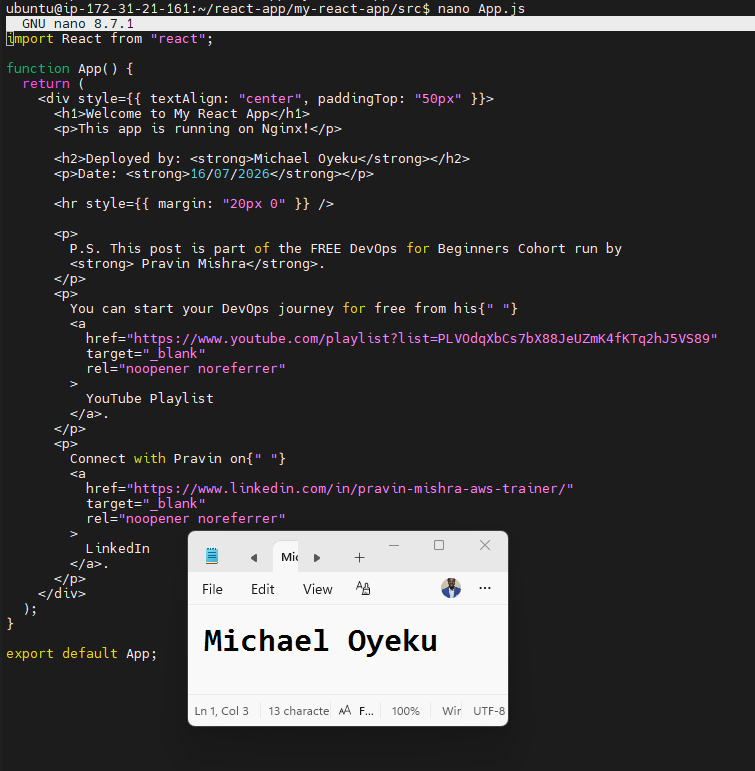 ubuntu@ip-172-31-21-161:~/react-app/my-react-app/src$ nano App.js
  GNU nano 8.7.1
import React from "react";

function App() {
  return (
    <div style={{ textAlign: "center", paddingTop: "50px" }}>
      <h1>Welcome to My React App</h1>
      <p>This app is running on Nginx!</p>

      <h2>Deployed by: <strong>Michael Oyeku</strong></h2>
      <p>Date: <strong>16/07/2026</strong></p>

      <hr style={{ margin: "20px 0" }} />

      <p>
        P.S. This post is part of the FREE DevOps for Beginners Cohort run by
        <strong> Pravin Mishra</strong>.
      </p>
      <p>
        You can start your DevOps journey for free from his{" "}
        <a
          href="https://www.youtube.com/playlist?list=PLVOdqXbCs7bX88JeUZmK4fKTq2hJ5VS89"
          target="_blank"
          rel="noopener noreferrer"
        >
          YouTube Playlist
        </a>.
      </p>
      <p>
        Connect with Pravin on{" "}
        <a
          href="https://www.linkedin.com/in/pravin-mishra-aws-trainer/"
          target="_blank"
          rel="noopener noreferrer"
        >
          LinkedIn
        </a>.
      </p>
    </div>
  );
}

export default App;
Mic
File Edit View
Michael Oyeku
Ln 1, Col 3 13 characte F... 100% Wir UTF-8